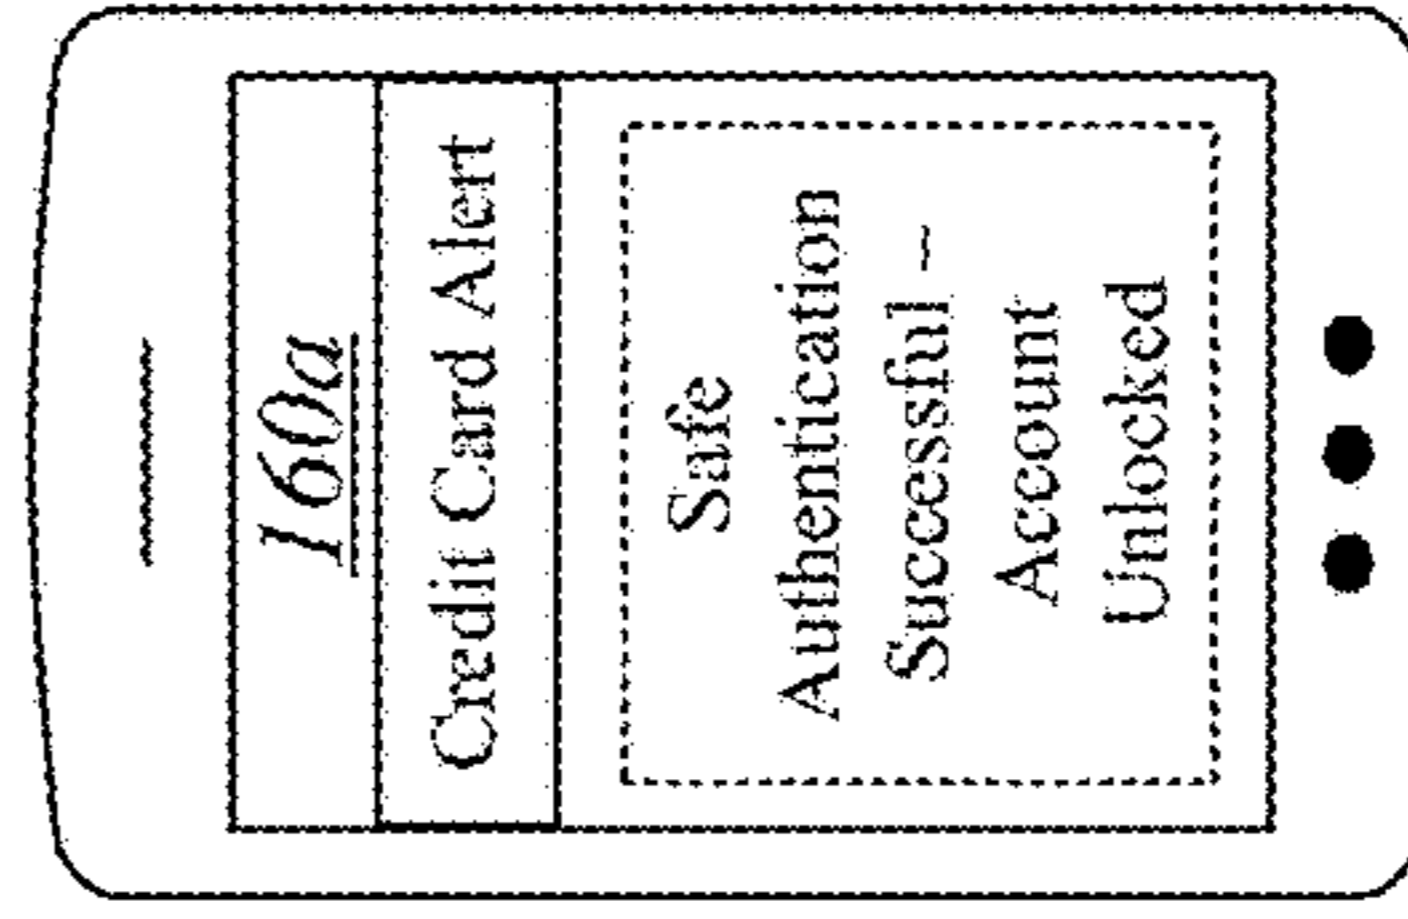 160a
Credit Card Alert
Safe
Authentication
Successful –
Account
Unlocked